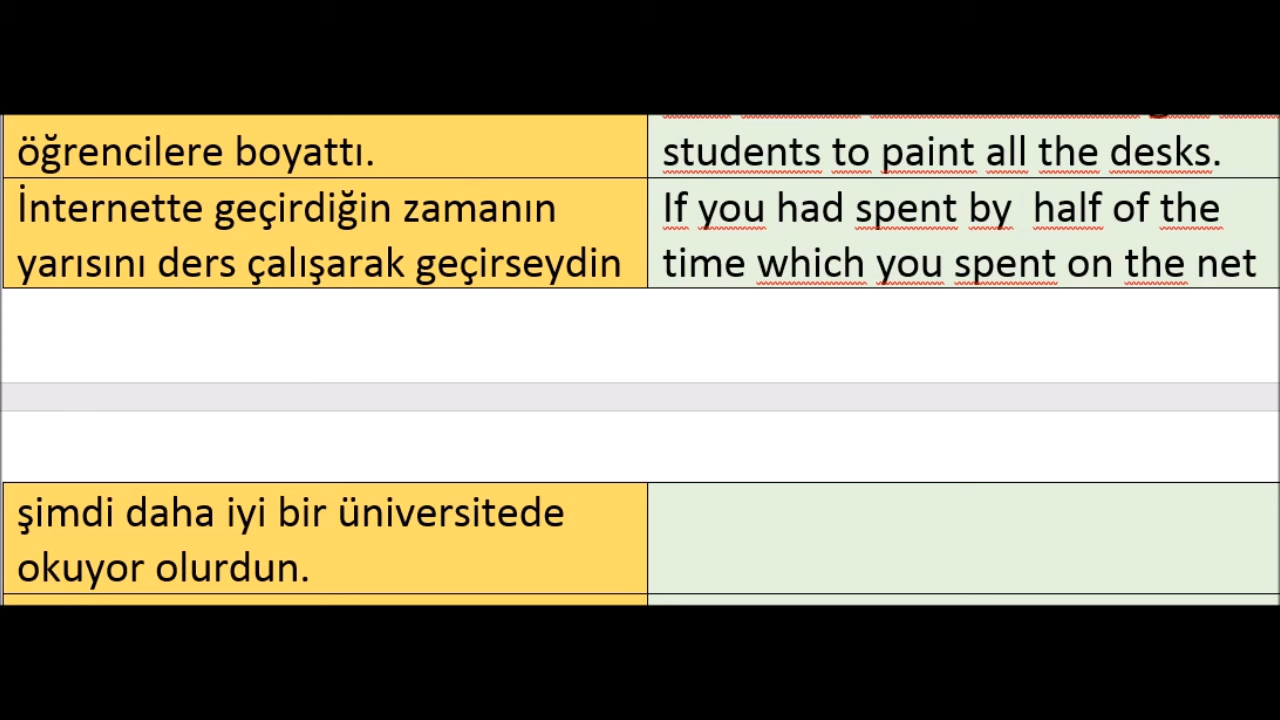 öğrencilere boyattı.
students to paint all the desks.
İnternette geçirdiğin zamanın
yarısını ders çalışarak geçirseydin
If you had spent by  half of the
time which you spent on the net
şimdi daha iyi bir üniversitede
okuyor olurdun.